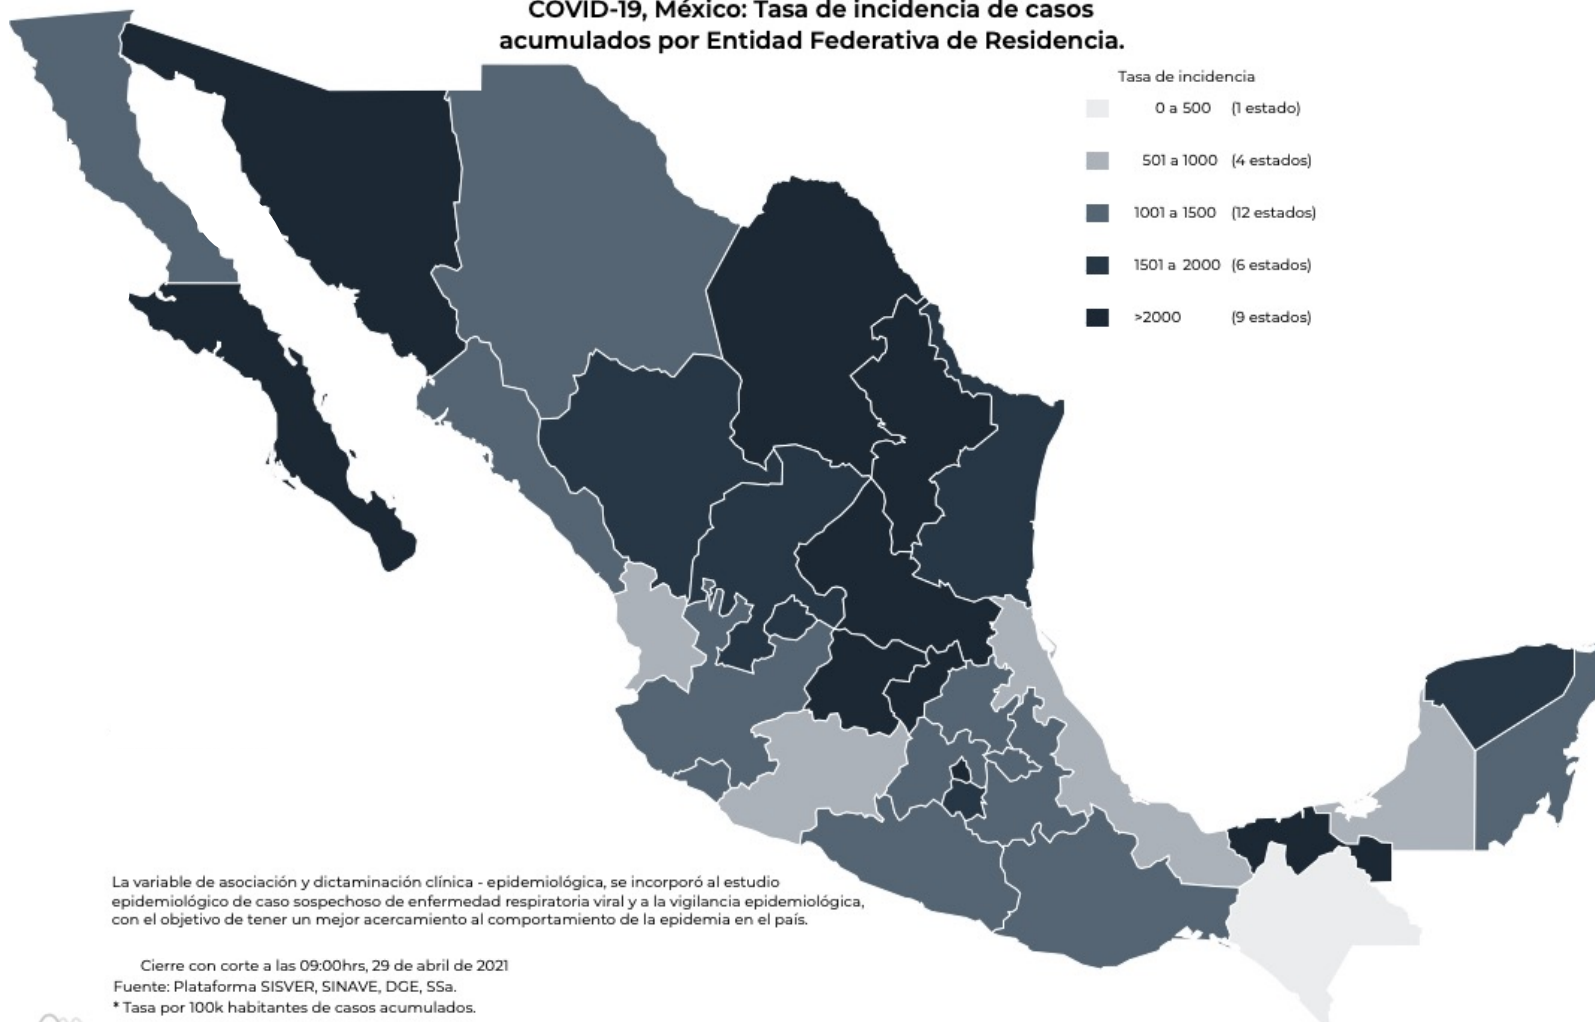 COVID-19, México: Tasa de incidencia de casos
acumulados por Entidad Federativa de Residencia.
Tasa de incidencia
0 a 500 (1 estado)
501 a 1000 (4 estados)
1001 a 1500 (12 estados)
1501 a 2000 (6 estados)
>2000 (9 estados)
La variable de asociación y dictaminación clínica - epidemiológica, se incorporó al estudio
epidemiológico de caso sospechoso de enfermedad respiratoria viral y a la vigilancia epidemiológica,
con el objetivo de tener un mejor acercamiento al comportamiento de la epidemia en el país.
Cierre con corte a las 09:00hrs, 29 de abril de 2021
Fuente: Plataforma SISVER, SINAVE, DGE, SSa.
* Tasa por 100k habitantes de casos acumulados.